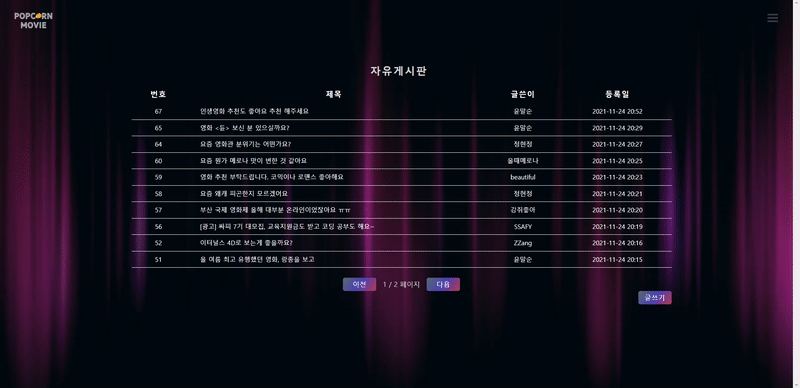 POPCORN
MOVIE
자유게시판
번호 제목 글쓴이 등록일
67 인생영화 추천도 좋아요 추천 해주세요 윤말순 2021-11-24 20:52
65 영화 <듄> 보신 분 있으실까요? 윤말순 2021-11-24 20:29
64 요즘 영화관 분위기는 어떤가요? 정현정 2021-11-24 20:27
60 요즘 뭔가 메로나 맛이 변한 것 같아요 올때메로나 2021-11-24 20:25
59 영화 추천 부탁드립니다. 코믹이나 로맨스 좋아해요 beautiful 2021-11-24 20:23
58 요즘 왜캐 피곤한지 모르겠어요 정현정 2021-11-24 20:21
57 부산 국제 영화제 올해 대부분 온라인이었잖아요 ㅠㅠ 강쥐좋아 2021-11-24 20:20
56 [광고] 싸피 7기 대모집, 교육지원금도 받고 코딩 공부도 해요~ SSAFY 2021-11-24 20:19
52 이터널스 4D로 보는게 좋을까요? ZZang 2021-11-24 20:16
51 올 여름 최고 유행했던 영화, 랑종을 보고 윤말순 2021-11-24 20:15
이전 1 / 2 페이지 다음
글쓰기